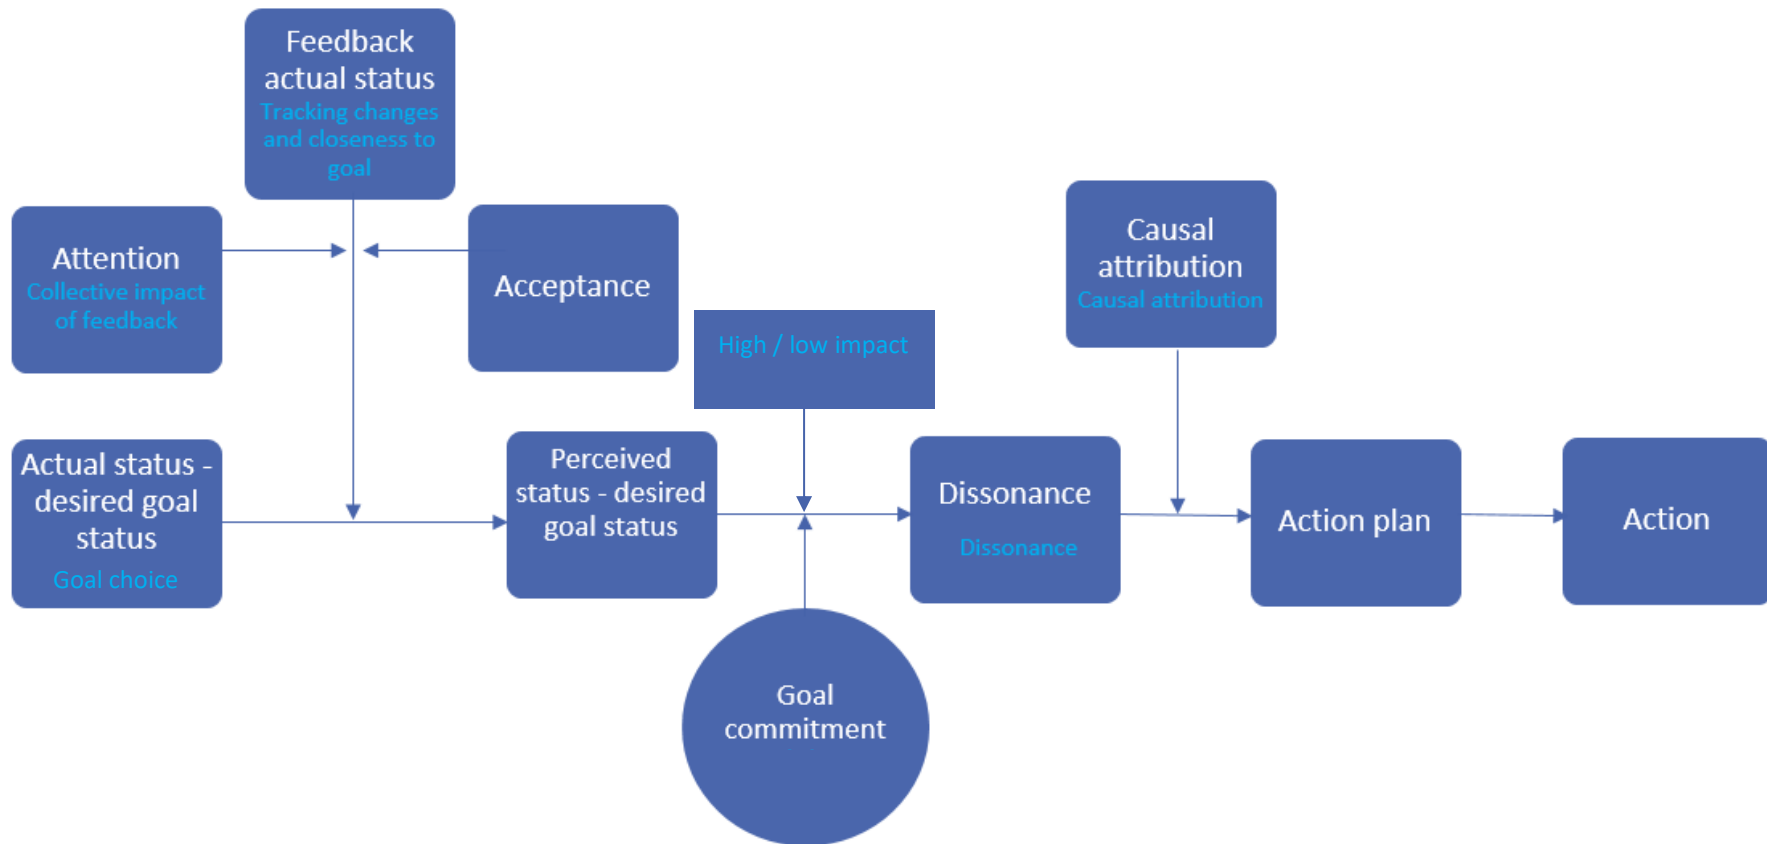 Feedback
actual status
Tracking changes
and closeness to
goal
Attention
Collective impact
of feedback
Acceptance
High / low impact
Causal
attribution
Causal attribution
Actual status -
desired goal
status
Goal choice
Perceived
status - desired
goal status
Dissonance
Dissonance
Action plan
Action
Goal
commitment